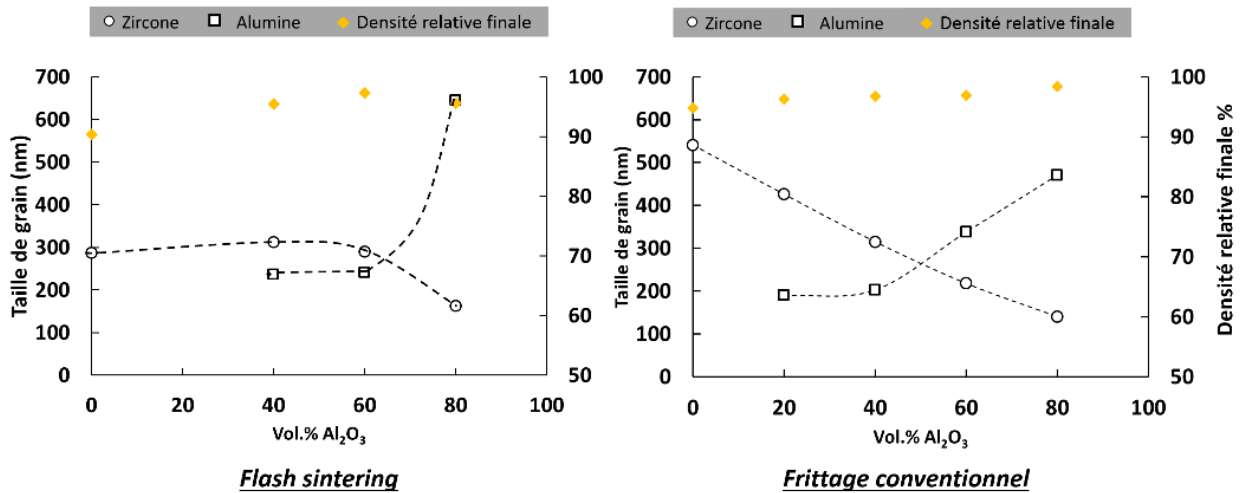 Zircone Alumine Densité relative finale
700 100
600 90
500
400 80
300 70
200 60
100
0 50
0 20 40 60 80 100
Taille de grain (nm)
Vol.% Al₂O₃
Flash sintering
Zircone Alumine Densité relative finale
700 100
600 90
500
400 80
300 70
200 60
100
0 50
0 20 40 60 80 100
Taille de grain (nm)
Densité relative finale %
Vol.% Al₂O₃
Frittage conventionnel